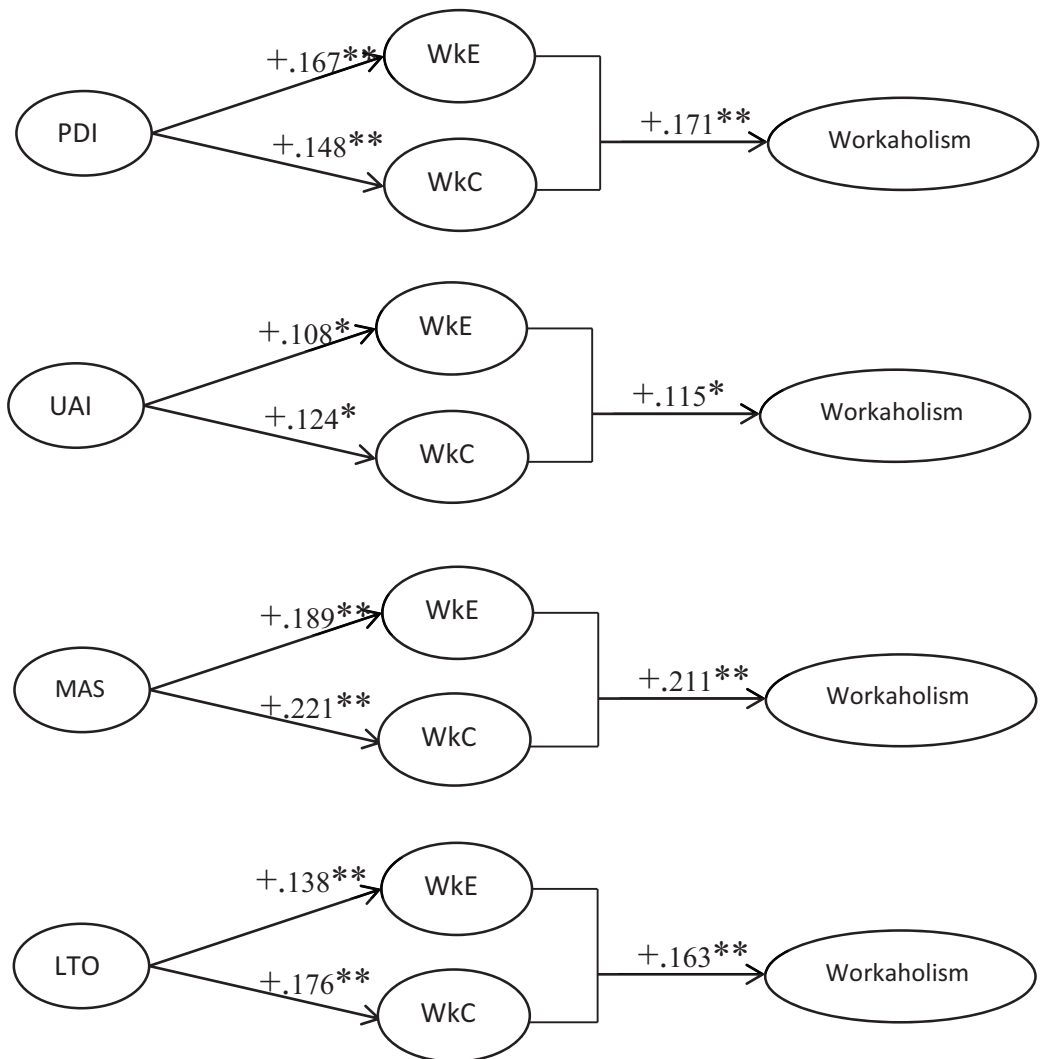 WkE
+.167**
PDI
+.171**
Workaholism
+.148**
WkC
WkE
+.108*
UAI
+.115*
Workaholism
+.124*
WkC
WkE
+.189**
MAS
+.211**
Workaholism
+.221**
WkC
WkE
+.138**
LTO
+.163**
Workaholism
+.176**
WkC